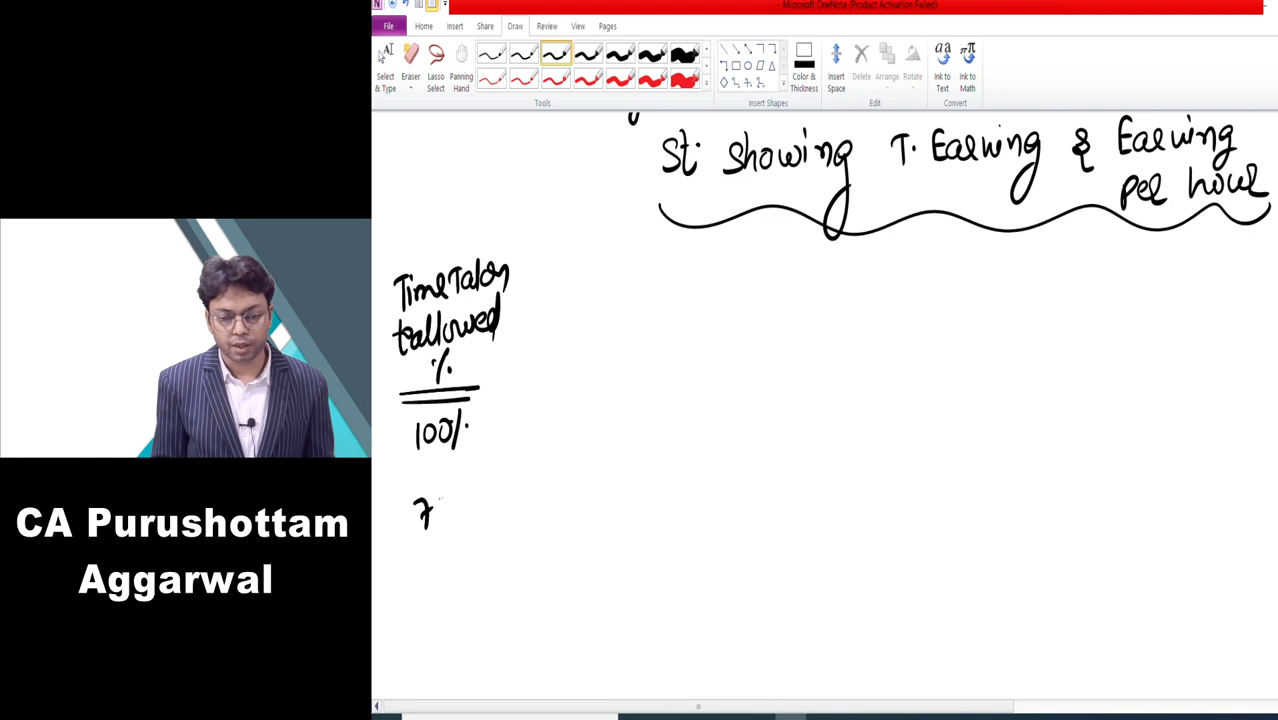 - Microsoft OneNote (Product Activation Failed)
File Home Insert Share Draw Review View Pages
Select & Type
Eraser
Lasso Select
Panning Hand
Color & Thickness
Insert Space
Delete
Arrange
Rotate
Ink to Text
Ink to Math
Tools
Insert Shapes
Edit
Convert
St. showing T. Earning & Earning
per hour
Time Taken
to allowed
%
100%
7
CA Purushottam
Aggarwal